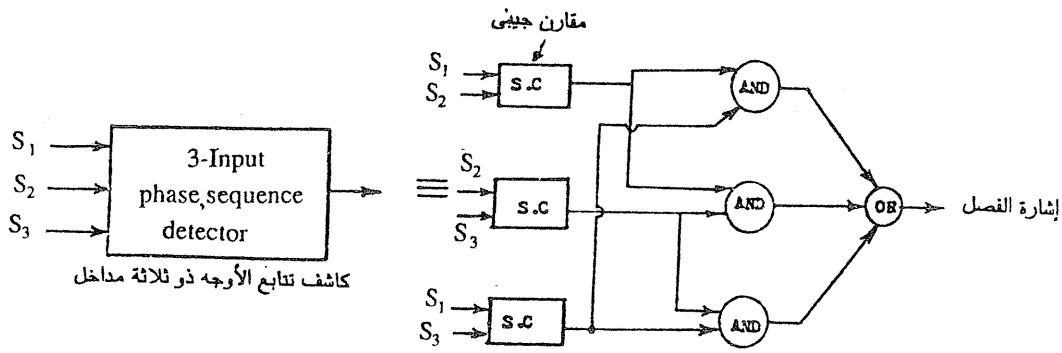 مقارن جيبى
S₁
S₂
S.C
AND
S₁
S₂
S₃
3-Input
phase, sequence
detector
كاشف تتابع الأوجه ذو ثلاثة مداخل
≡
S₂
S₃
S.C
AND
OR
إشارة الفصل
S₁
S₃
S.C
AND